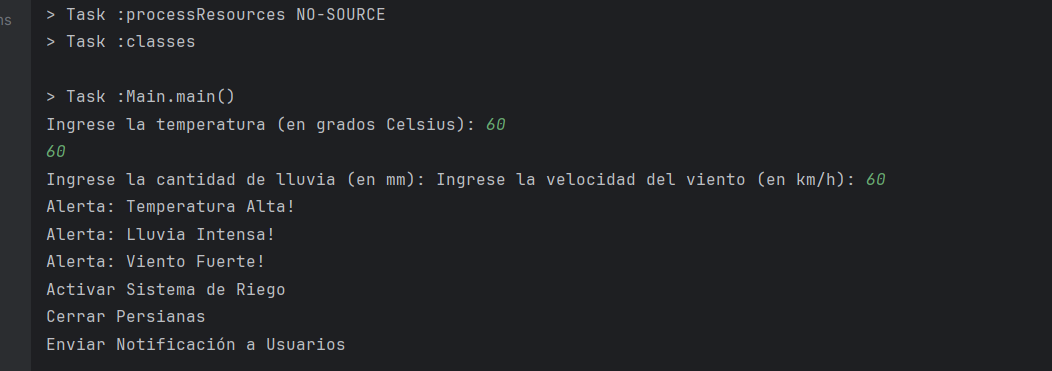 ns
> Task :processResources NO-SOURCE
> Task :classes
> Task :Main.main()
Ingrese la temperatura (en grados Celsius): 60
60
Ingrese la cantidad de lluvia (en mm): Ingrese la velocidad del viento (en km/h): 60
Alerta: Temperatura Alta!
Alerta: Lluvia Intensa!
Alerta: Viento Fuerte!
Activar Sistema de Riego
Cerrar Persianas
Enviar Notificación a Usuarios